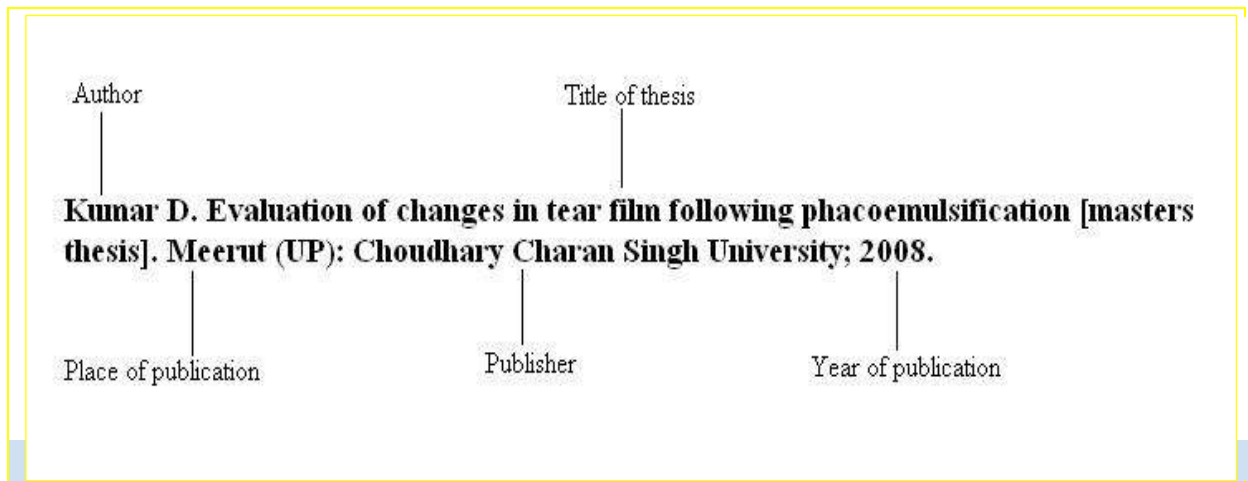 Author Title of thesis
Kumar D. Evaluation of changes in tear film following phacoemulsification [masters
thesis]. Meerut (UP): Choudhary Charan Singh University; 2008.
Place of publication Publisher Year of publication